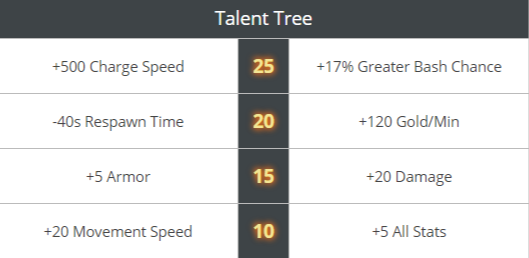 Talent Tree
+500 Charge Speed 25 +17% Greater Bash Chance
-40s Respawn Time 20 +120 Gold/Min
+5 Armor 15 +20 Damage
+20 Movement Speed 10 +5 All Stats